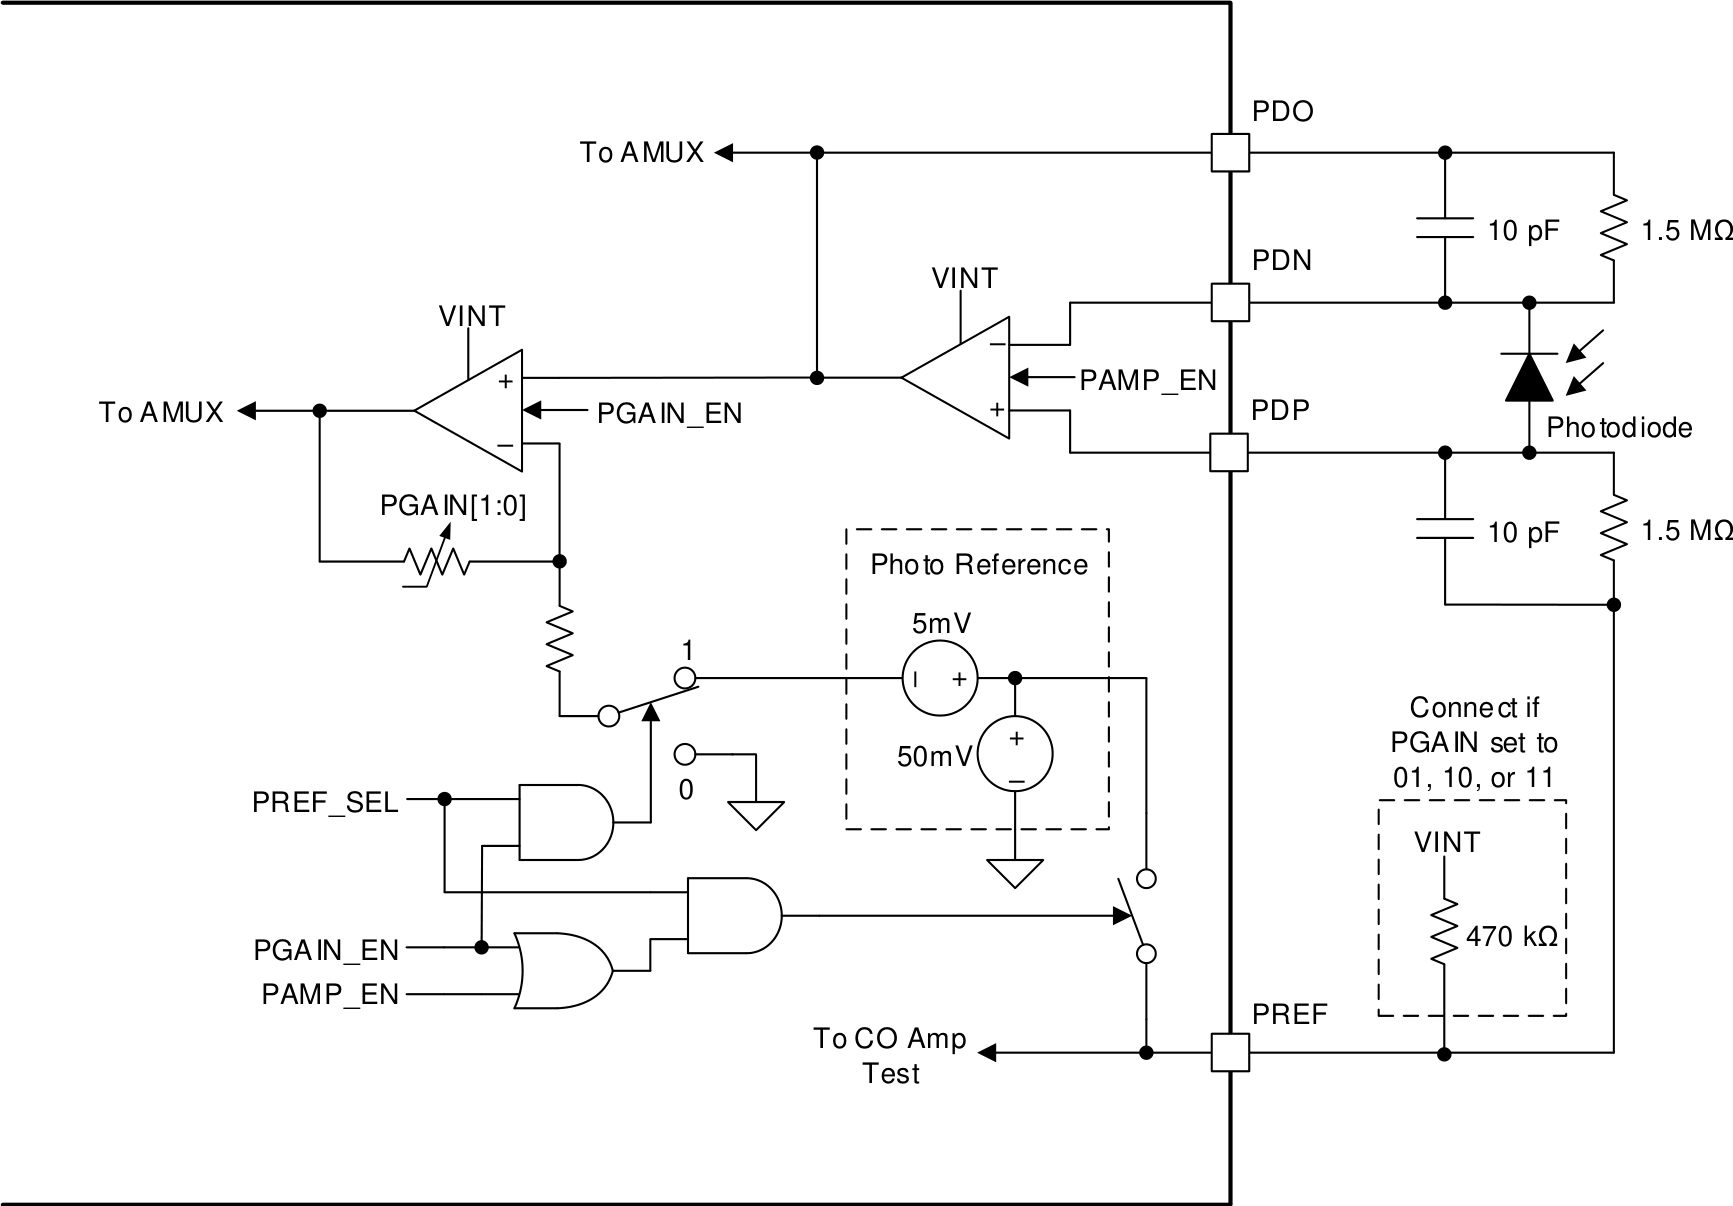 PDO
To AMUX
10 pF
1.5 MΩ
PDN
VINT
VINT
+
−
PAMP_EN
To AMUX
PGAIN_EN
−
+
PDP
Photodiode
PGAIN[1:0]
10 pF
1.5 MΩ
Photo Reference
5mV
1
− +
Connect if
PGAIN set to
01, 10, or 11
+
50mV
−
0
PREF_SEL
VINT
470 kΩ
PGAIN_EN
PAMP_EN
PREF
To CO Amp
Test